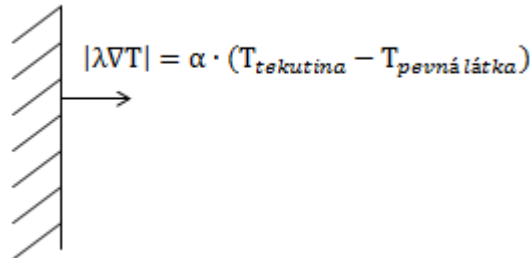 |λ∇T| = α · (T_tekutina − T_pevná látka)